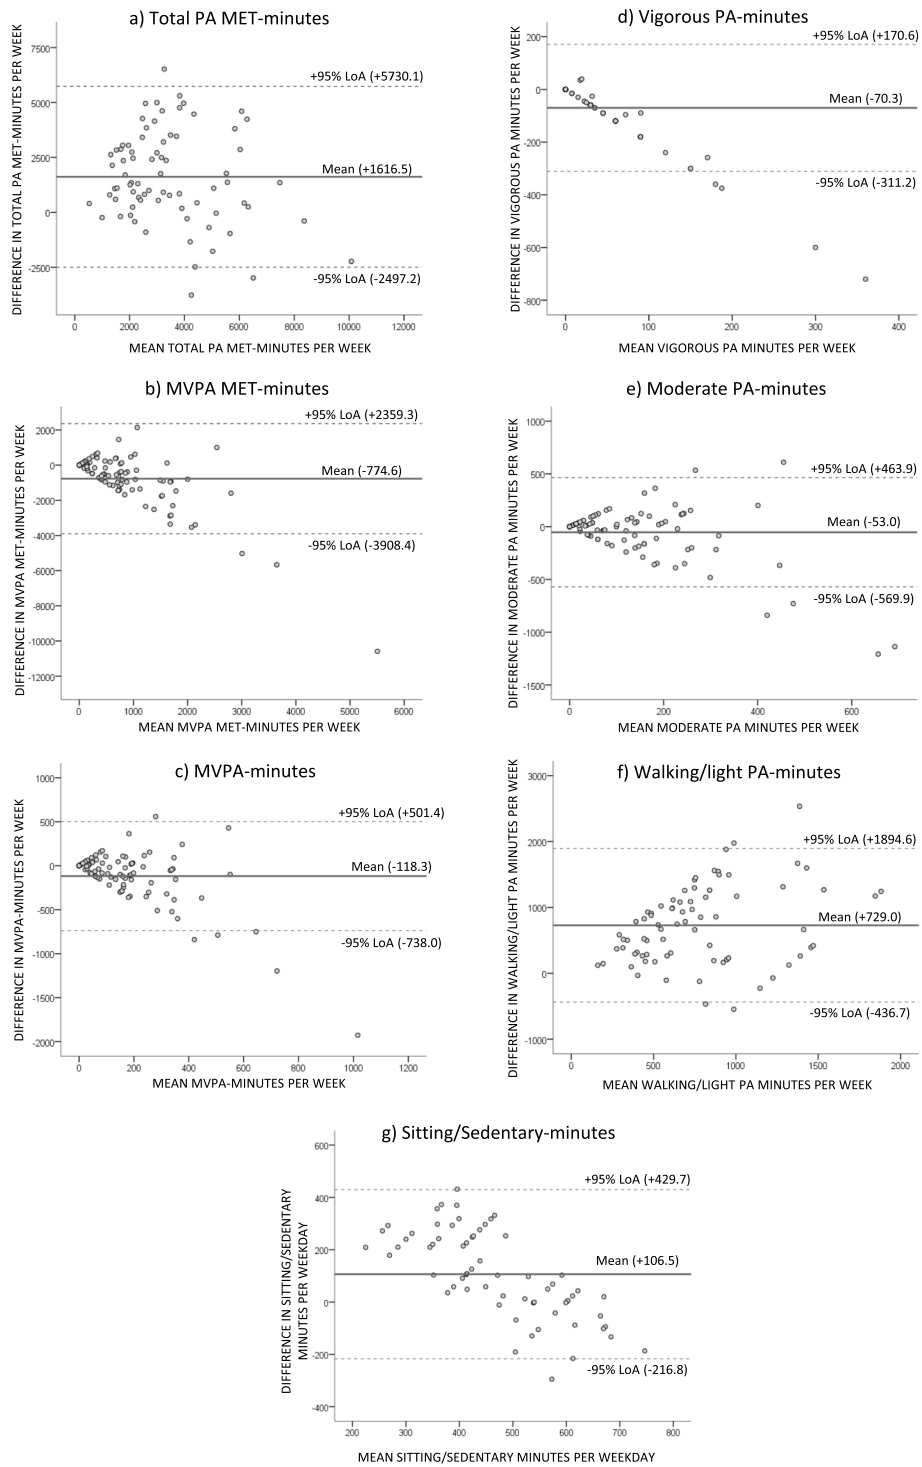 a) Total PA MET-minutes
DIFFERENCE IN TOTAL PA MET-MINUTES PER WEEK
7500
5000
2500
0
-2500
+95% LoA (+5730.1)
Mean (+1616.5)
-95% LoA (-2497.2)
0 2000 4000 6000 8000 10000 12000
MEAN TOTAL PA MET-MINUTES PER WEEK
d) Vigorous PA-minutes
DIFFERENCE IN VIGOROUS PA MINUTES PER WEEK
200
0
-200
-400
-600
-800
+95% LoA (+170.6)
Mean (-70.3)
-95% LoA (-311.2)
0 100 200 300 400
MEAN VIGOROUS PA MINUTES PER WEEK
b) MVPA MET-minutes
DIFFERENCE IN MVPA MET-MINUTES PER WEEK
2000
0
-2000
-4000
-6000
-8000
-10000
-12000
+95% LoA (+2359.3)
Mean (-774.6)
-95% LoA (-3908.4)
0 1000 2000 3000 4000 5000 6000
MEAN MVPA MET-MINUTES PER WEEK
e) Moderate PA-minutes
DIFFERENCE IN MODERATE PA MINUTES PER WEEK
1000
500
0
-500
-1000
-1500
+95% LoA (+463.9)
Mean (-53.0)
-95% LoA (-569.9)
0 200 400 600
MEAN MODERATE PA MINUTES PER WEEK
c) MVPA-minutes
DIFFERENCE IN MVPA-MINUTES PER WEEK
1000
500
0
-500
-1000
-1500
-2000
+95% LoA (+501.4)
Mean (-118.3)
-95% LoA (-738.0)
0 200 400 600 800 1000 1200
MEAN MVPA-MINUTES PER WEEK
f) Walking/light PA-minutes
DIFFERENCE IN WALKING/LIGHT PA MINUTES PER WEEK
3000
2000
1000
0
-1000
+95% LoA (+1894.6)
Mean (+729.0)
-95% LoA (-436.7)
0 500 1000 1500 2000
MEAN WALKING/LIGHT PA MINUTES PER WEEK
g) Sitting/Sedentary-minutes
DIFFERENCE IN SITTING/SEDENTARY
MINUTES PER WEEKDAY
600
400
200
0
-200
-400
+95% LoA (+429.7)
Mean (+106.5)
-95% LoA (-216.8)
200 300 400 500 600 700 800
MEAN SITTING/SEDENTARY MINUTES PER WEEKDAY